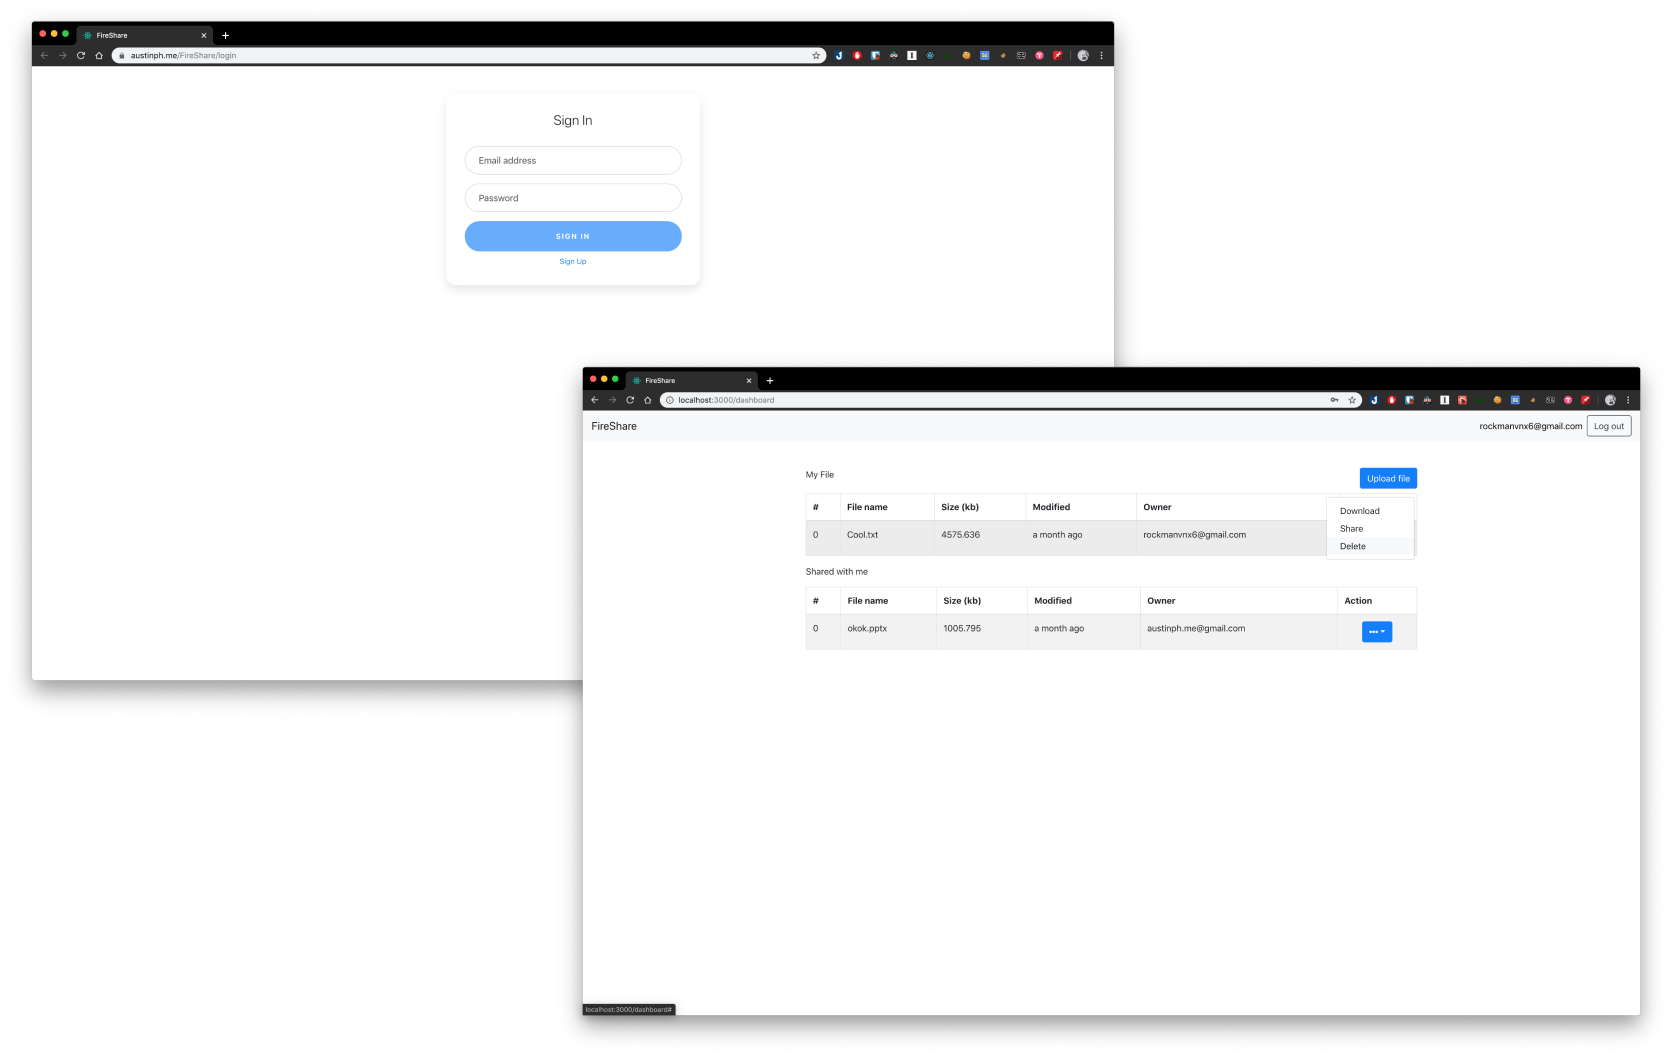 FireShare
austinph.me/FireShare/login
Sign In
Email address
Password
SIGN IN
Sign Up
FireShare
localhost:3000/dashboard
FireShare rockmanvnx6@gmail.com Log out
My File Upload file
# File name Size (kb) Modified Owner
0 Cool.txt 4575.636 a month ago rockmanvnx6@gmail.com
Download
Share
Delete
Shared with me
# File name Size (kb) Modified Owner Action
0 okok.pptx 1005.795 a month ago austinph.me@gmail.com
localhost:3000/dashboard#